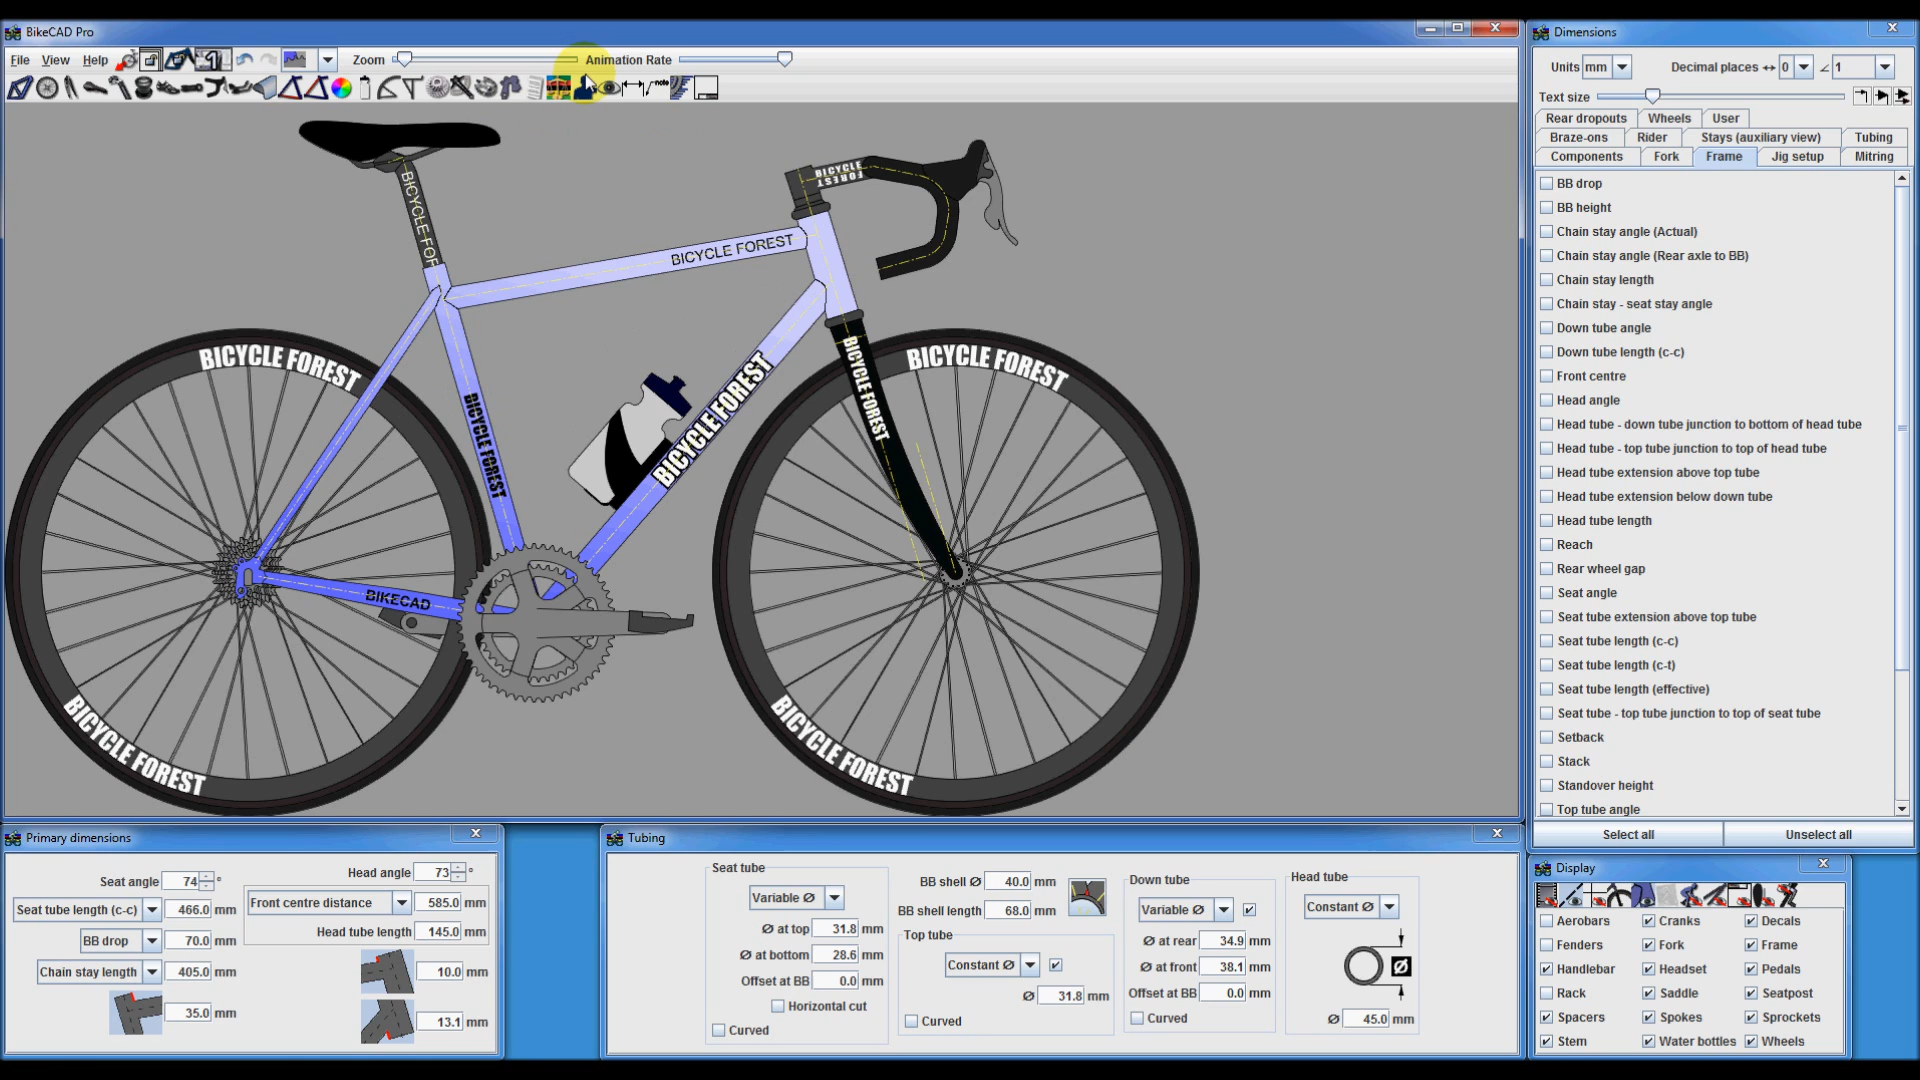 BikeCAD Pro
File View Help
Zoom
Animation Rate
BICYCLE FOR
BICYCLE
FOREST
BICYCLE FOREST
BICYCLE FOREST
BICYCLE FOREST
BICYCLE FOREST
BICYCLE FOREST
BICYCLE FOREST
BIKECAD
BICYCLE FOREST
BICYCLE FOREST
Dimensions
Units mm
Decimal places 0 1
Text size
Rear dropouts Wheels User
Braze-ons Rider Stays (auxiliary view) Tubing
Components Fork Frame Jig setup Mitring
BB drop
BB height
Chain stay angle (Actual)
Chain stay angle (Rear axle to BB)
Chain stay length
Chain stay - seat stay angle
Down tube angle
Down tube length (c-c)
Front centre
Head angle
Head tube - down tube junction to bottom of head tube
Head tube - top tube junction to top of head tube
Head tube extension above top tube
Head tube extension below down tube
Head tube length
Reach
Rear wheel gap
Seat angle
Seat tube extension above top tube
Seat tube length (c-c)
Seat tube length (c-t)
Seat tube length (effective)
Seat tube - top tube junction to top of seat tube
Setback
Stack
Standover height
Top tube angle
Select all Unselect all
Primary dimensions
Seat angle 74 °
Seat tube length (c-c) 466.0 mm
BB drop 70.0 mm
Chain stay length 405.0 mm
35.0 mm
Head angle 73 °
Front centre distance 585.0 mm
Head tube length 145.0 mm
10.0 mm
13.1 mm
Tubing
Seat tube
Variable Ø
Ø at top 31.8 mm
Ø at bottom 28.6 mm
Offset at BB 0.0 mm
Horizontal cut
Curved
BB shell Ø 40.0 mm
BB shell length 68.0 mm
Top tube
Constant Ø
Ø 31.8 mm
Curved
Down tube
Variable Ø
Ø at rear 34.9 mm
Ø at front 38.1 mm
Offset at BB 0.0 mm
Curved
Head tube
Constant Ø
Ø
Ø 45.0 mm
Display
Aerobars Cranks Decals
Fenders Fork Frame
Handlebar Headset Pedals
Rack Saddle Seatpost
Spacers Spokes Sprockets
Stem Water bottles Wheels